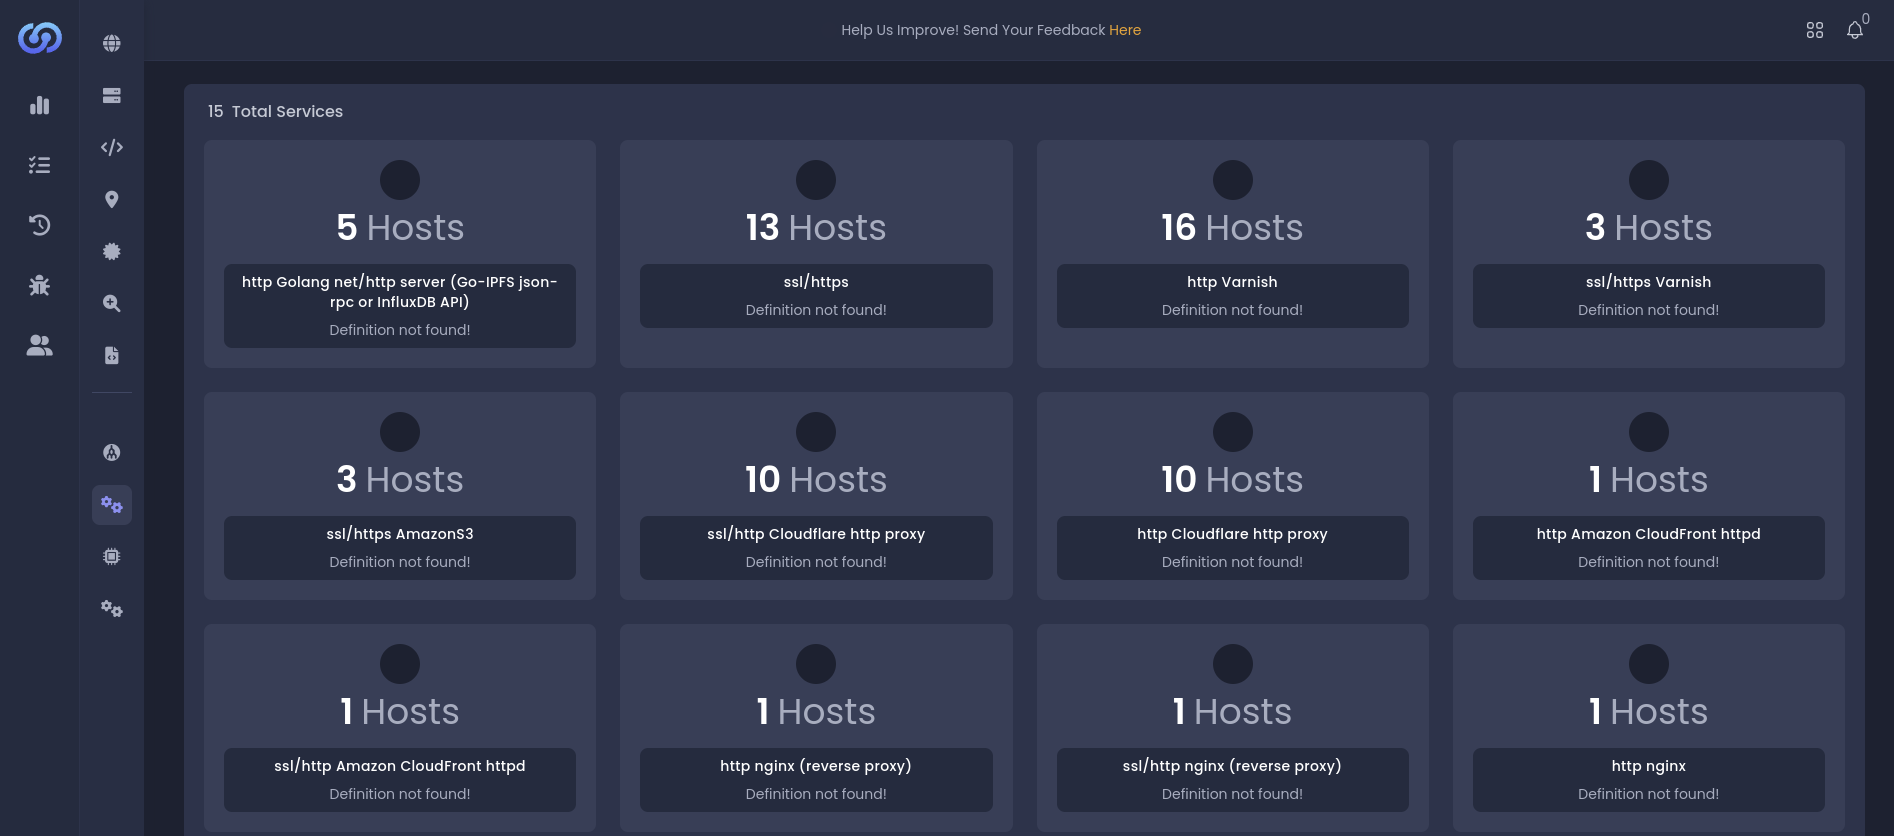 Help Us Improve! Send Your Feedback Here
0
15 Total Services
5 Hosts
http Golang net/http server (Go-IPFS json-
rpc or InfluxDB API)
Definition not found!
13 Hosts
ssl/https
Definition not found!
16 Hosts
http Varnish
Definition not found!
3 Hosts
ssl/https Varnish
Definition not found!
3 Hosts
ssl/https AmazonS3
Definition not found!
10 Hosts
ssl/http Cloudflare http proxy
Definition not found!
10 Hosts
http Cloudflare http proxy
Definition not found!
1 Hosts
http Amazon CloudFront httpd
Definition not found!
1 Hosts
ssl/http Amazon CloudFront httpd
Definition not found!
1 Hosts
http nginx (reverse proxy)
Definition not found!
1 Hosts
ssl/http nginx (reverse proxy)
Definition not found!
1 Hosts
http nginx
Definition not found!